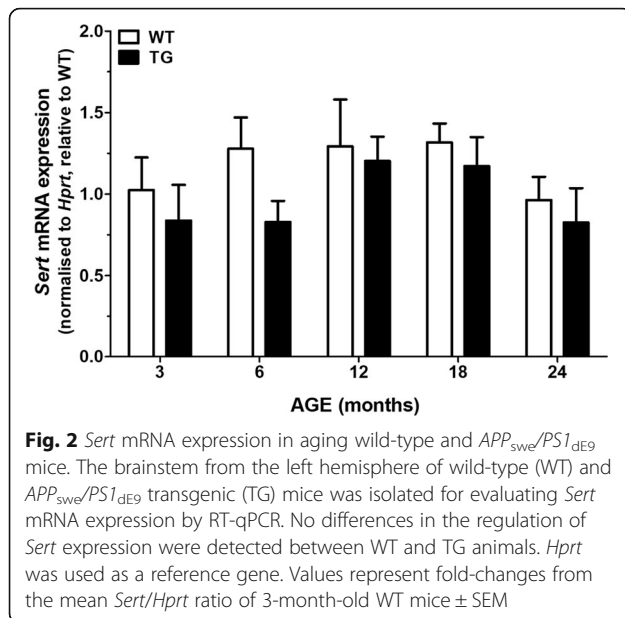 2.0
WT
TG
1.5
1.0
0.5
0.0
Sert mRNA expression
(normalised to Hprt, relative to WT)
3 6 12 18 24
AGE (months)
Fig. 2 Sert mRNA expression in aging wild-type and APPswe/PS1dE9
mice. The brainstem from the left hemisphere of wild-type (WT) and
APPswe/PS1dE9 transgenic (TG) mice was isolated for evaluating Sert
mRNA expression by RT-qPCR. No differences in the regulation of
Sert expression were detected between WT and TG animals. Hprt
was used as a reference gene. Values represent fold-changes from
the mean Sert/Hprt ratio of 3-month-old WT mice ± SEM